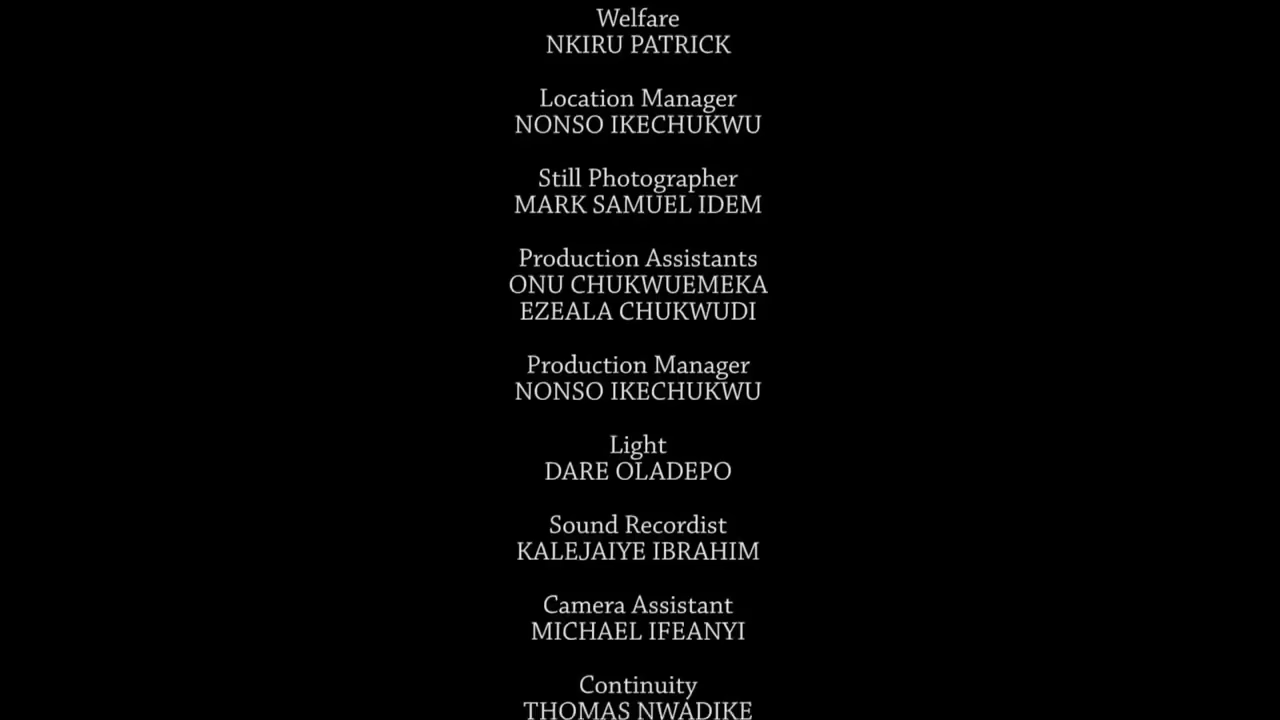 Welfare
NKIRU PATRICK
Location Manager
NONSO IKECHUKWU
Still Photographer
MARK SAMUEL IDEM
Production Assistants
ONU CHUKWUEMEKA
EZEALA CHUKWUDI
Production Manager
NONSO IKECHUKWU
Light
DARE OLADEPO
Sound Recordist
KALEJAIYE IBRAHIM
Camera Assistant
MICHAEL IFEANYI
Continuity
THOMAS NWADIKE